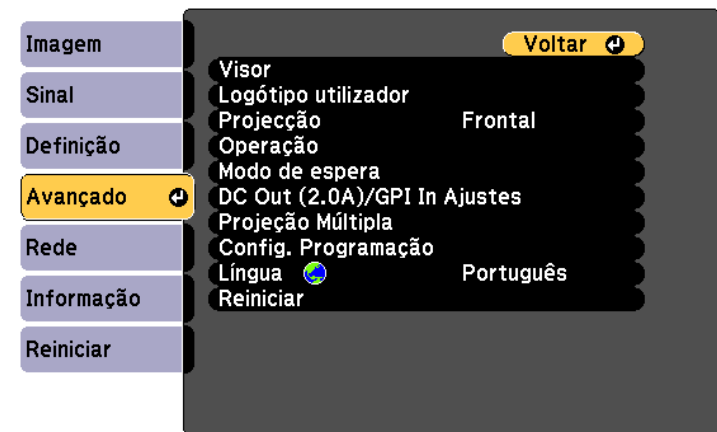 Imagem
Sinal
Definição
Avançado
Rede
Informação
Reiniciar
Voltar
Visor
Logótipo utilizador
Projecção Frontal
Operação
Modo de espera
DC Out (2.0A)/GPI In Ajustes
Projeção Múltipla
Config. Programação
Língua Português
Reiniciar